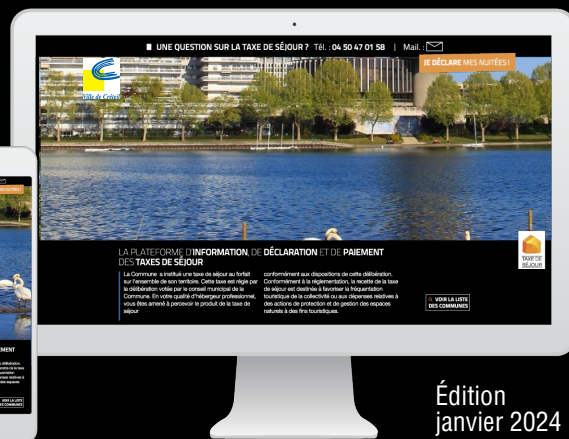 UNE QUESTION SUR LA TAXE DE SÉJOUR ? Tél. : 04 50 47 01 58 | Mail. :
JE DÉCLARE MES NUITÉES !
Ville de Créteil
LA PLATEFORME D'INFORMATION, DE DÉCLARATION ET DE PAIEMENT
DES TAXES DE SÉJOUR
La Commune a institué une taxe de séjour au forfait
sur l'ensemble de son territoire. Cette taxe est régie par
la délibération votée par le conseil municipal de la
Commune. En votre qualité d'hébergeur professionnel,
vous êtes amené à percevoir le produit de la taxe de
séjour
conformément aux dispositions de cette délibération.
Conformément à la réglementation, la recette de la taxe
de séjour est destinée à favoriser la fréquentation
touristique de la collectivité ou aux dépenses relatives à
des actions de protection et de gestion des espaces
naturels à des fins touristiques.
TAXE DE
SÉJOUR
VOIR LA LISTE
DES COMMUNES
VOIR LA LISTE
DES COMMUNES
Édition
janvier 2024